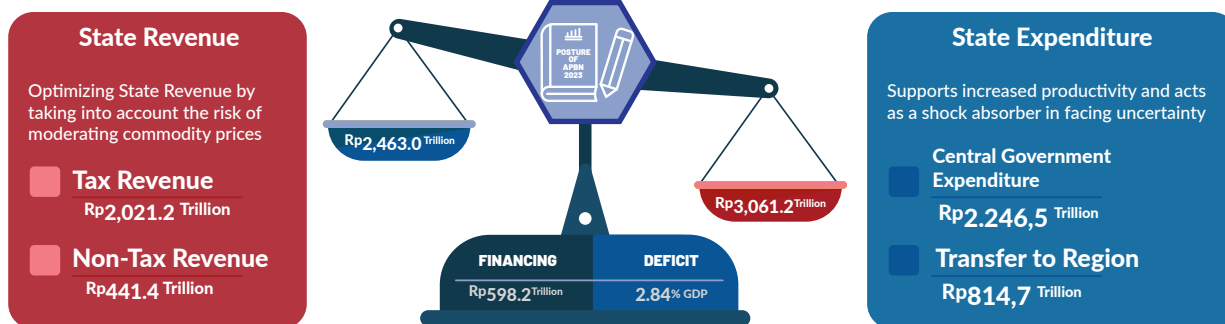 State Revenue
Optimizing State Revenue by
taking into account the risk of
moderating commodity prices
Tax Revenue
Rp2,021.2 Trillion
Non-Tax Revenue
Rp441.4 Trillion
POSTURE
OF
APBN
2023
Rp2,463.0 Trillion
Rp3,061.2 Trillion
FINANCING
Rp598.2 Trillion
DEFICIT
2.84% GDP
State Expenditure
Supports increased productivity and acts
as a shock absorber in facing uncertainty
Central Government
Expenditure
Rp2.246,5 Trillion
Transfer to Region
Rp814,7 Trillion